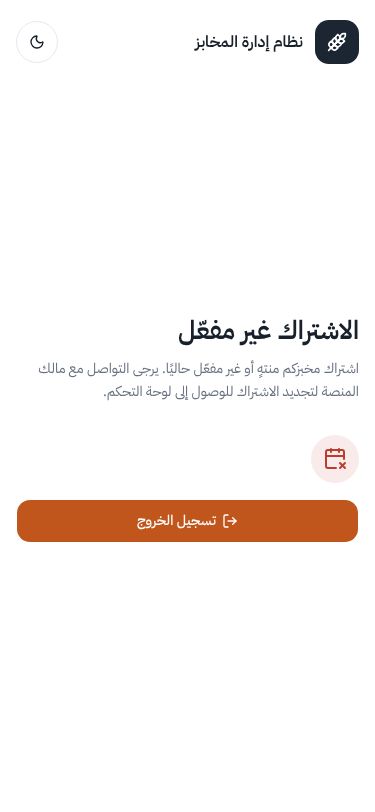 نظام إدارة المخابز
الاشتراك غير مفعّل
اشتراك مخبزكم منتهٍ أو غير مفعّل حاليًا. يرجى التواصل مع مالك
المنصة لتجديد الاشتراك للوصول إلى لوحة التحكم.
تسجيل الخروج